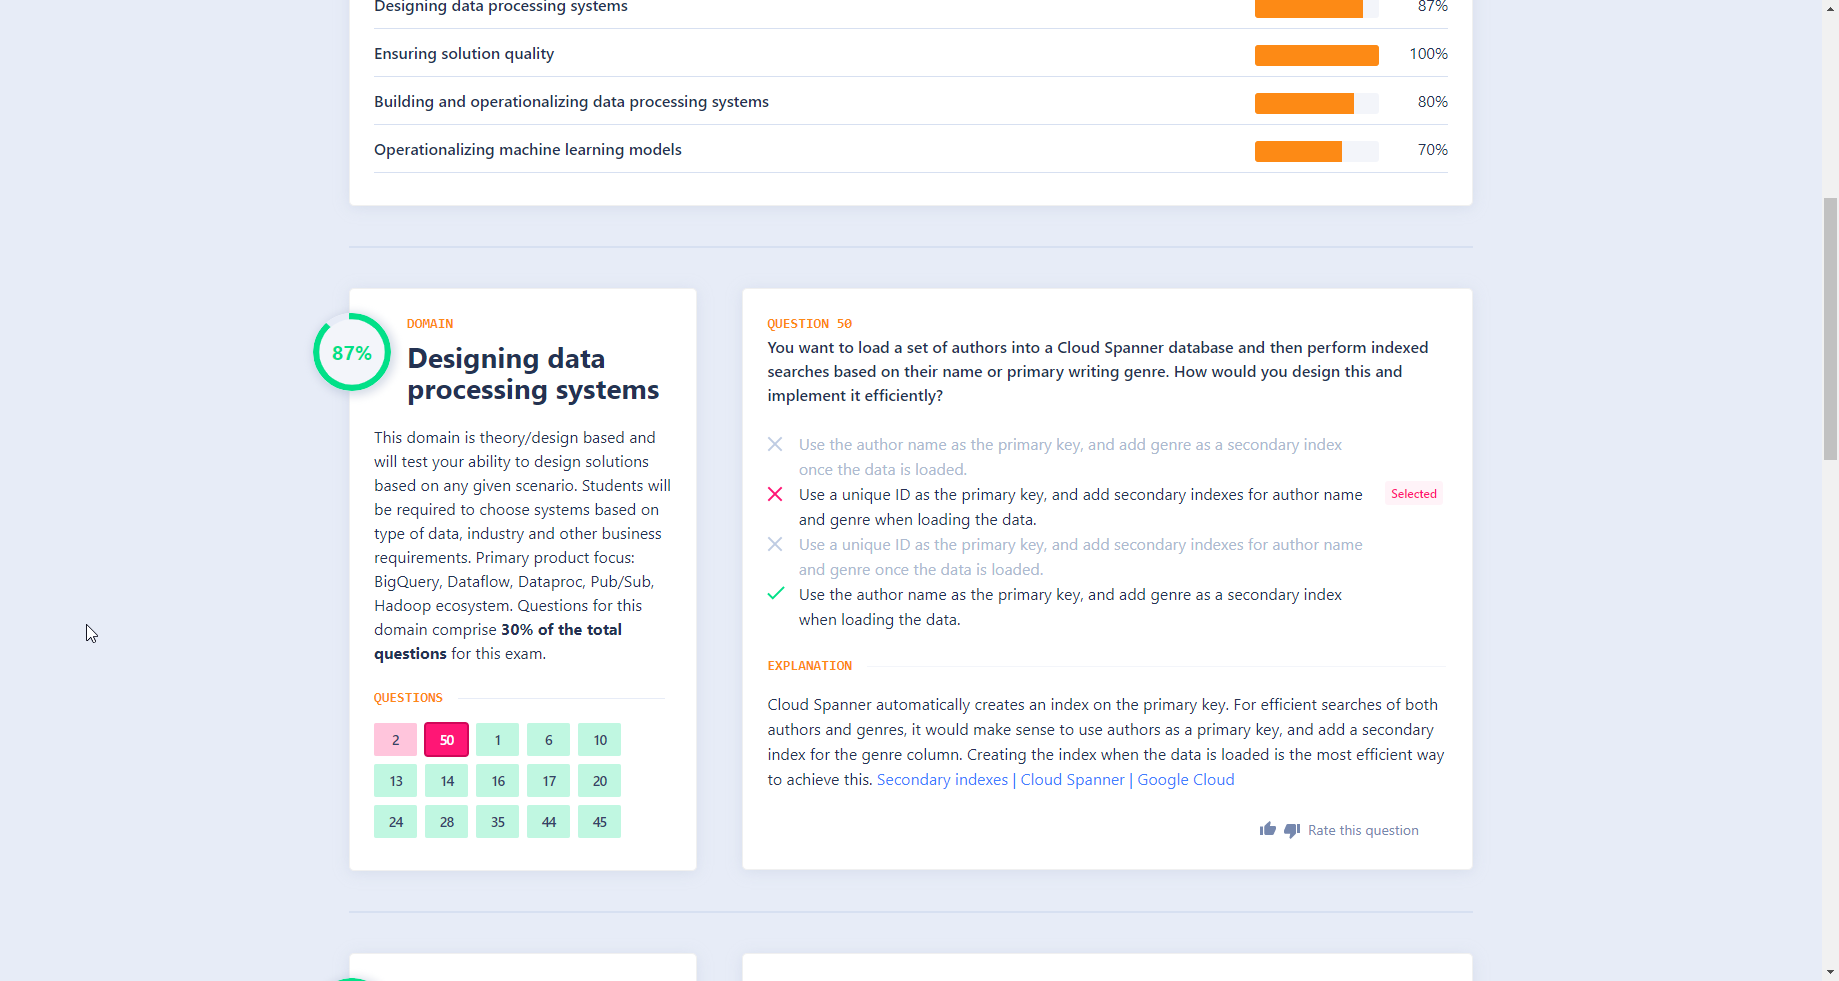 Designing data processing systems 87%
Ensuring solution quality 100%
Building and operationalizing data processing systems 80%
Operationalizing machine learning models 70%
87%
DOMAIN
Designing data
processing systems
This domain is theory/design based and
will test your ability to design solutions
based on any given scenario. Students will
be required to choose systems based on
type of data, industry and other business
requirements. Primary product focus:
BigQuery, Dataflow, Dataproc, Pub/Sub,
Hadoop ecosystem. Questions for this
domain comprise 30% of the total
questions for this exam.
QUESTIONS
2 50 1 6 10
13 14 16 17 20
24 28 35 44 45
QUESTION 50
You want to load a set of authors into a Cloud Spanner database and then perform indexed
searches based on their name or primary writing genre. How would you design this and
implement it efficiently?
Use the author name as the primary key, and add genre as a secondary index
once the data is loaded.
Use a unique ID as the primary key, and add secondary indexes for author name Selected
and genre when loading the data.
Use a unique ID as the primary key, and add secondary indexes for author name
and genre once the data is loaded.
Use the author name as the primary key, and add genre as a secondary index
when loading the data.
EXPLANATION
Cloud Spanner automatically creates an index on the primary key. For efficient searches of both
authors and genres, it would make sense to use authors as a primary key, and add a secondary
index for the genre column. Creating the index when the data is loaded is the most efficient way
to achieve this. Secondary indexes | Cloud Spanner | Google Cloud
Rate this question